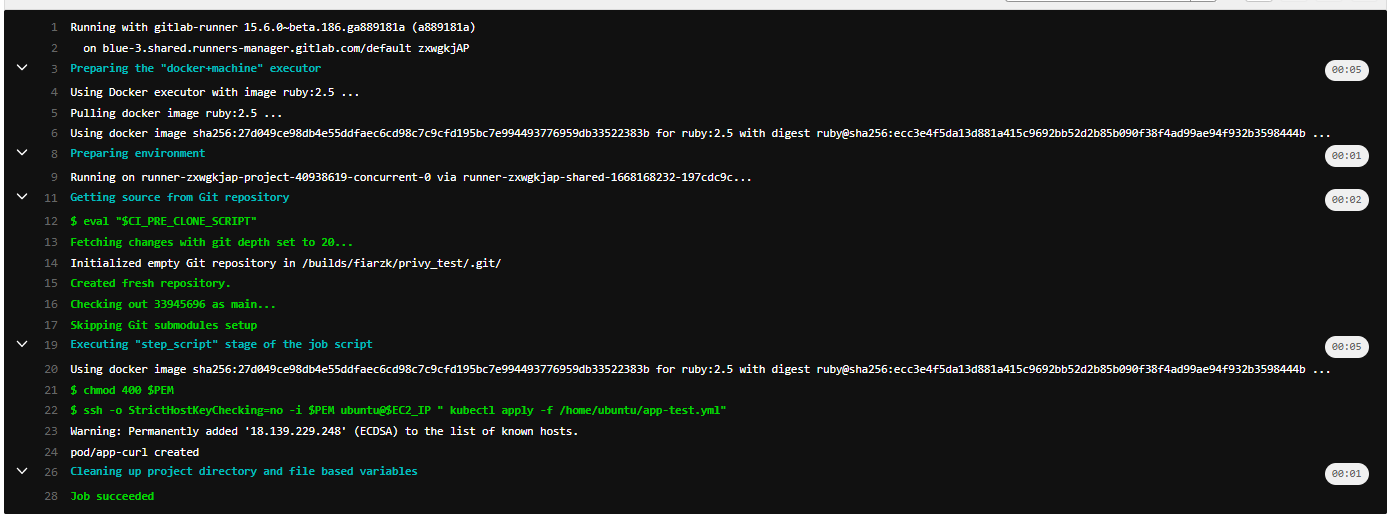 1 Running with gitlab-runner 15.6.0~beta.186.ga889181a (a889181a)
2 on blue-3.shared.runners-manager.gitlab.com/default zxwgkjAP
3 Preparing the "docker+machine" executor 00:05
4 Using Docker executor with image ruby:2.5 ...
5 Pulling docker image ruby:2.5 ...
6 Using docker image sha256:27d049ce98db4e55ddfaec6cd98c7c9cfd195bc7e994493776959db33522383b for ruby:2.5 with digest ruby@sha256:ecc3e4f5da13d881a415c9692bb52d2b85b090f38f4ad99ae94f932b3598444b ...
8 Preparing environment 00:01
9 Running on runner-zxwgkjap-project-40938619-concurrent-0 via runner-zxwgkjap-shared-1668168232-197cdc9c...
11 Getting source from Git repository 00:02
12 $ eval "$CI_PRE_CLONE_SCRIPT"
13 Fetching changes with git depth set to 20...
14 Initialized empty Git repository in /builds/fiarzk/privy_test/.git/
15 Created fresh repository.
16 Checking out 33945696 as main...
17 Skipping Git submodules setup
19 Executing "step_script" stage of the job script 00:05
20 Using docker image sha256:27d049ce98db4e55ddfaec6cd98c7c9cfd195bc7e994493776959db33522383b for ruby:2.5 with digest ruby@sha256:ecc3e4f5da13d881a415c9692bb52d2b85b090f38f4ad99ae94f932b3598444b ...
21 $ chmod 400 $PEM
22 $ ssh -o StrictHostKeyChecking=no -i $PEM ubuntu@$EC2_IP " kubectl apply -f /home/ubuntu/app-test.yml"
23 Warning: Permanently added '18.139.229.248' (ECDSA) to the list of known hosts.
24 pod/app-curl created
26 Cleaning up project directory and file based variables 00:01
28 Job succeeded